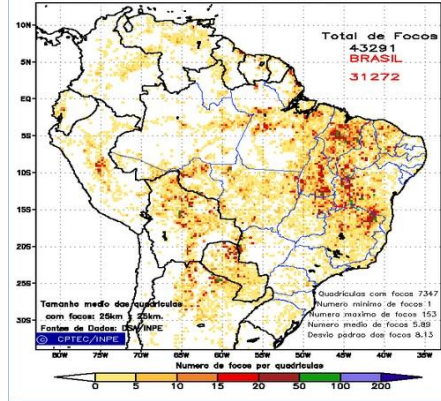 Total de Focos
43291
BRASIL
31272
10N
5N
EQ
5S
10S
15S
20S
25S
30S
Quadriculas com focos 7347
Numero minimo de focos 1
Numero maximo de focos 153
Numero medio de focos 5.89
Desvio padrao dos focos 8.13
Tamanho medio das quadriculas
com focos: 25km x 25km.
Fontes de Dados: DSA/INPE
© CPTEC/INPE
80W 75W 70W 65W 60W 55W 50W 45W 40W 35W
Numero de focos por quadriculas
0 5 10 15 20 50 100 200